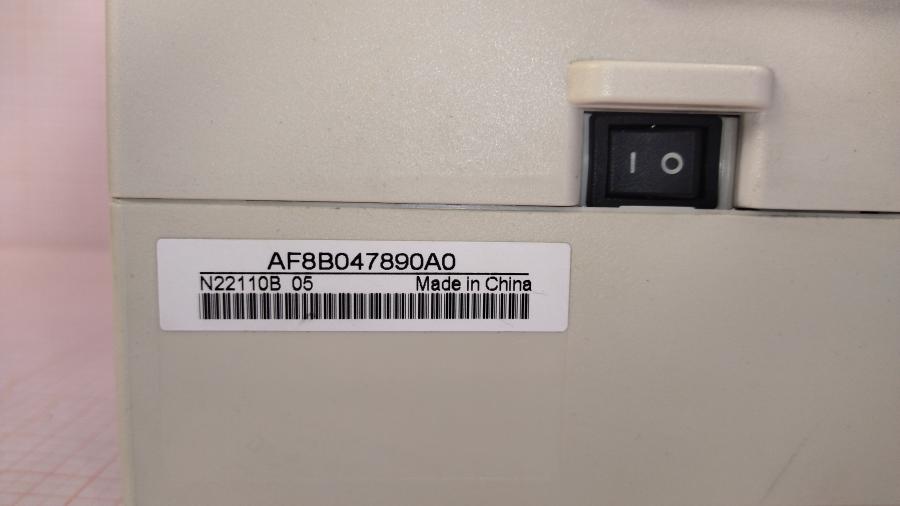 I O
AF8B047890A0
N22110B 05 Made in China